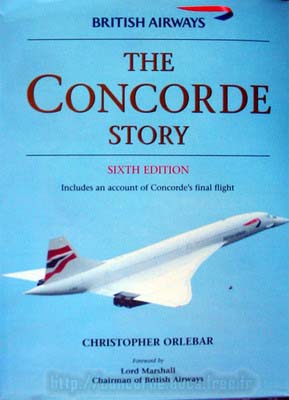 BRITISH AIRWAYS
THE
CONCORDE
STORY
SIXTH EDITION
Includes an account of Concorde's final flight
CHRISTOPHER ORLEBAR
Foreword by
Lord Marshall
Chairman of British Airways